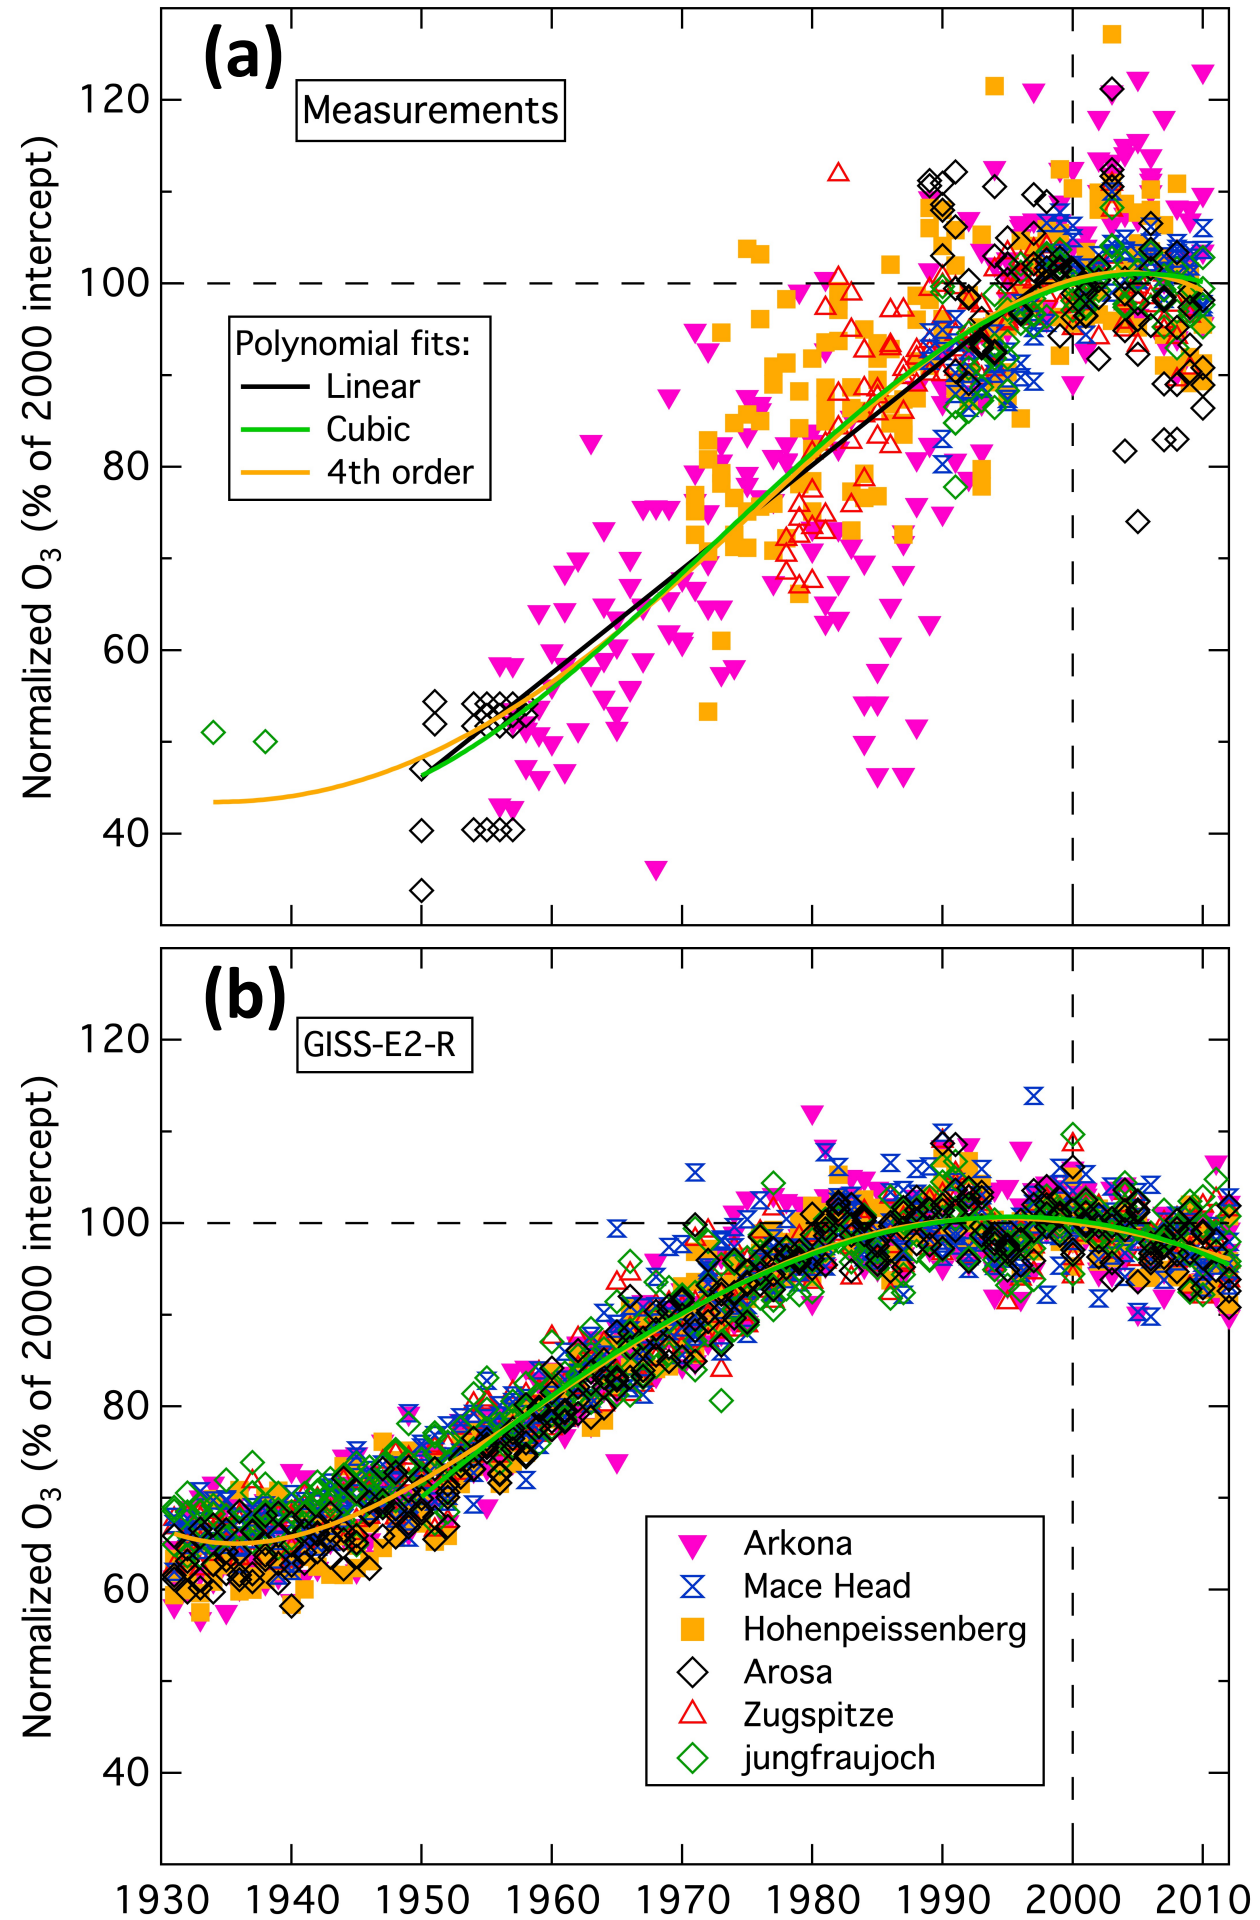 (a)
Measurements
120
100
80
60
40
Normalized O3 (% of 2000 intercept)
Polynomial fits:
Linear
Cubic
4th order
(b)
GISS-E2-R
120
100
80
60
40
Normalized O3 (% of 2000 intercept)
Arkona
Mace Head
Hohenpeissenberg
Arosa
Zugspitze
jungfraujoch
1930 1940 1950 1960 1970 1980 1990 2000 2010